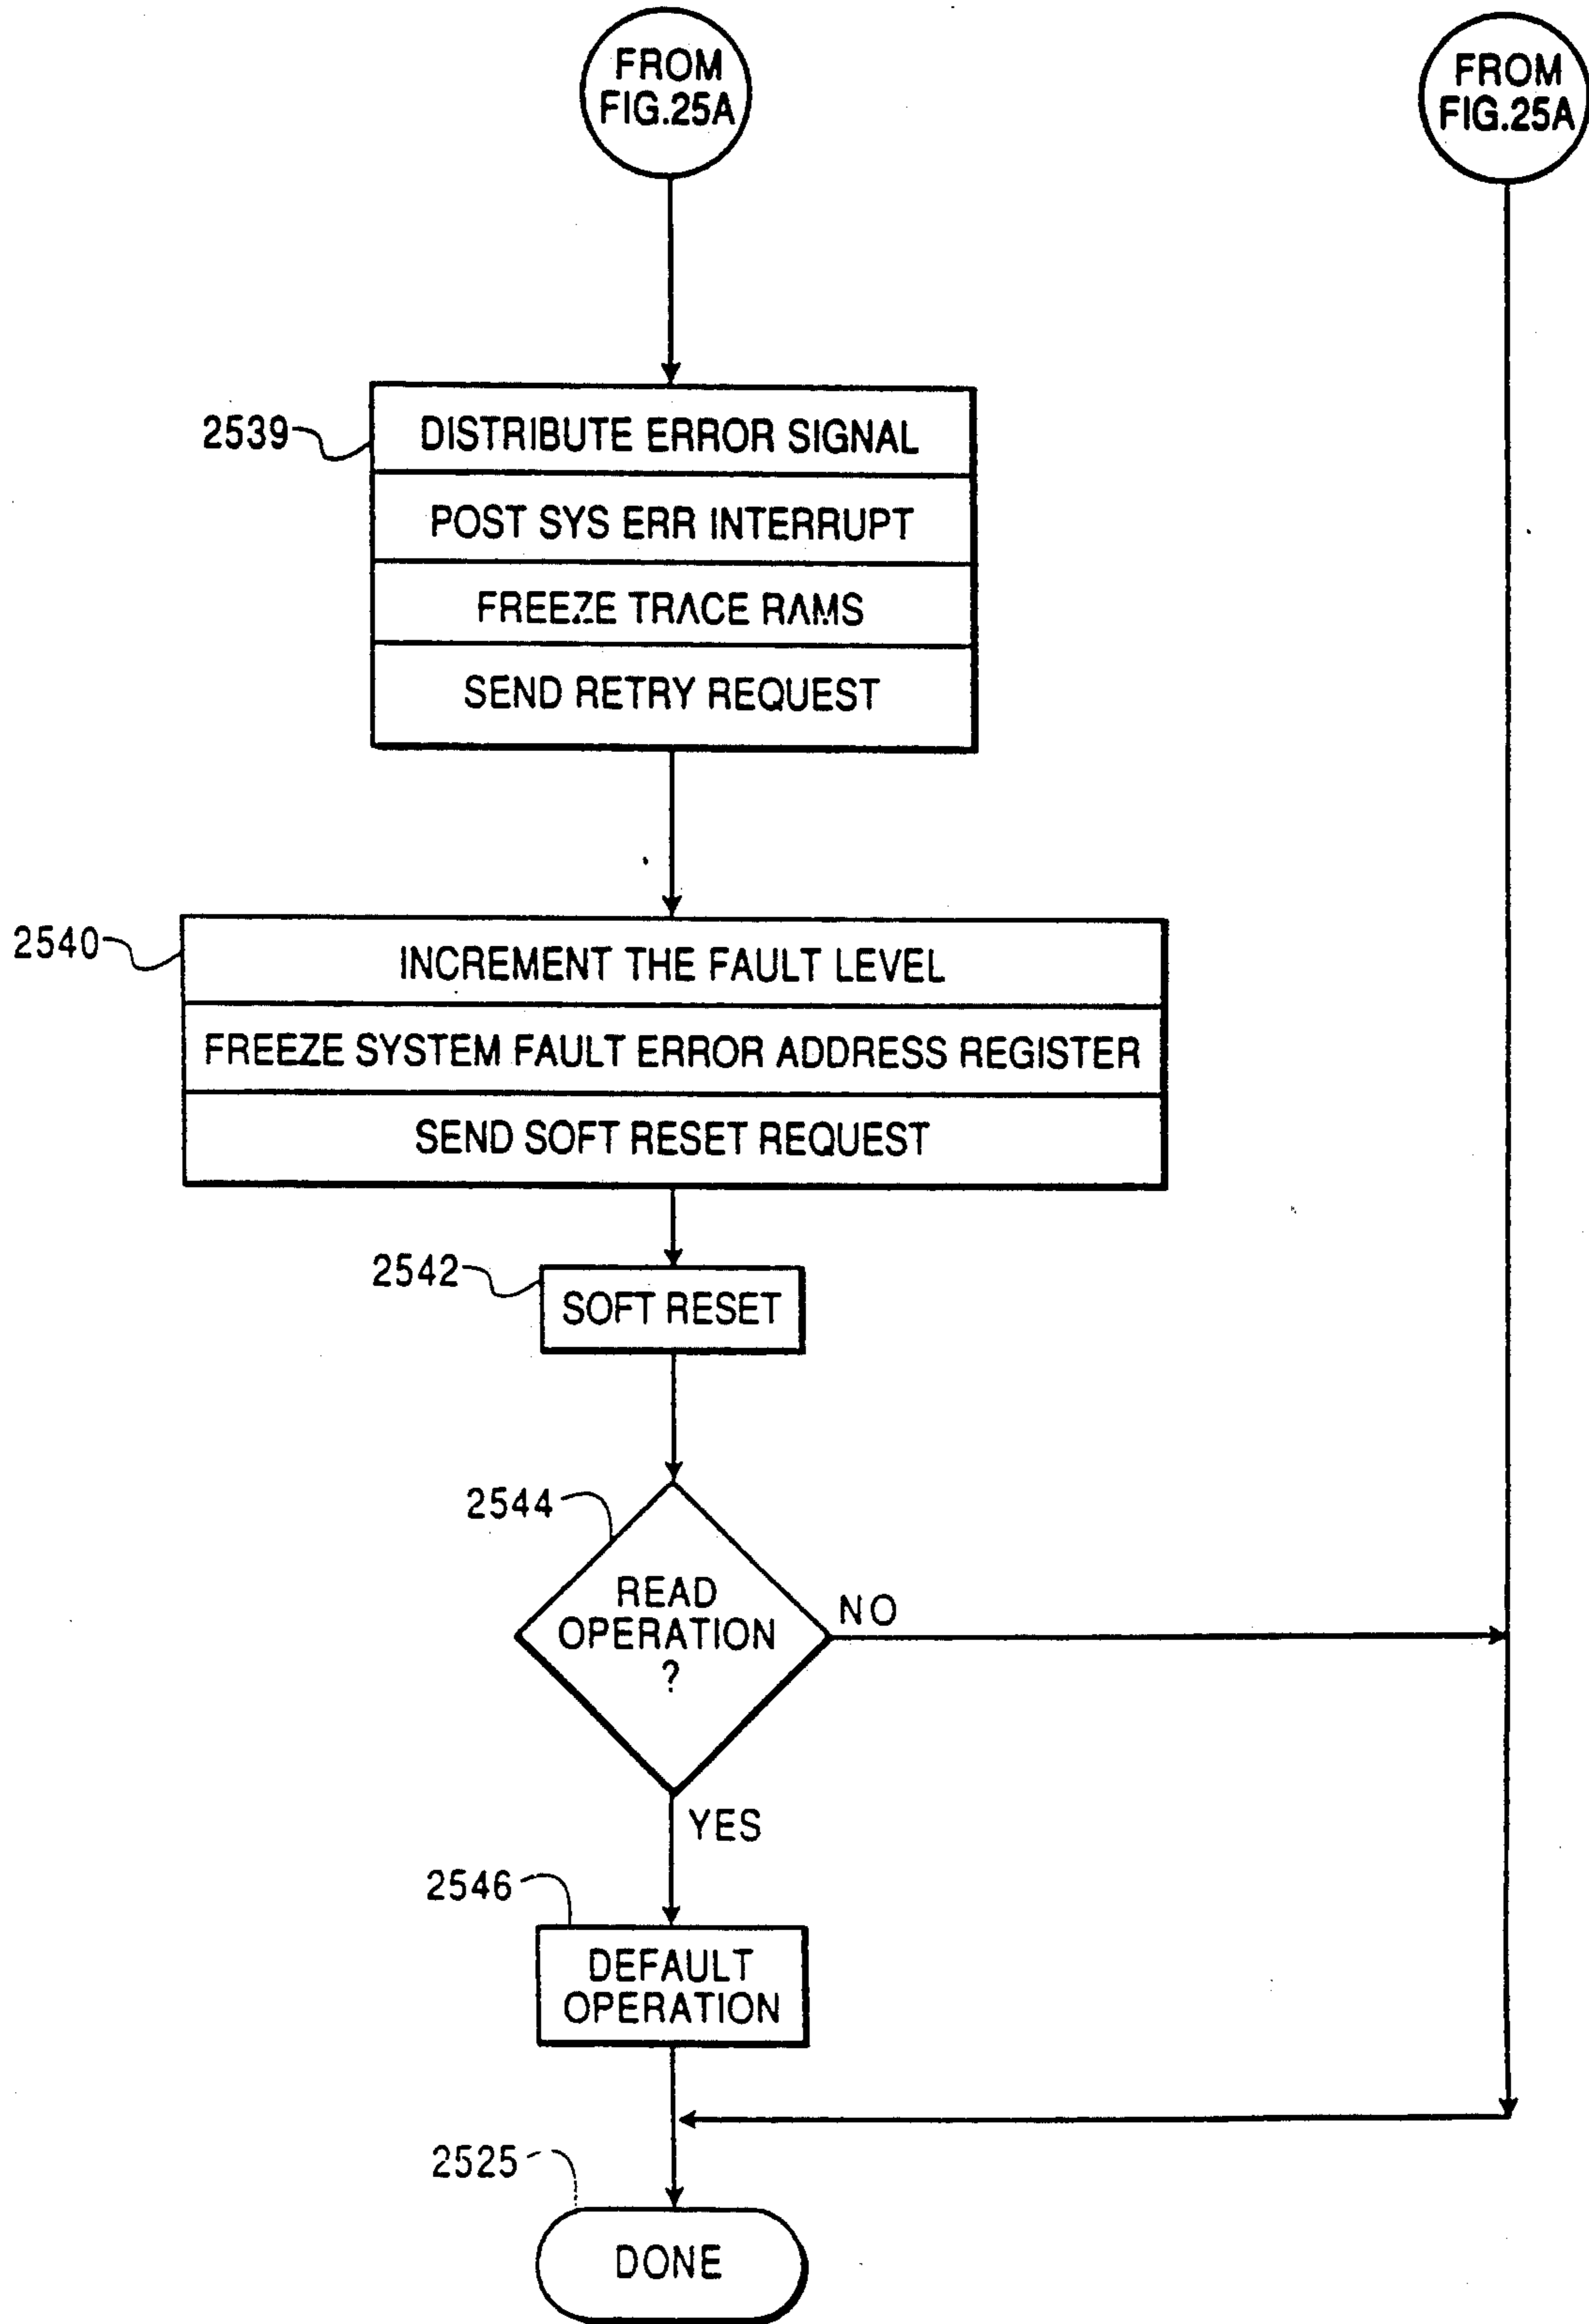 FROM
FIG.25A
FROM
FIG.25A
2539
DISTRIBUTE ERROR SIGNAL
POST SYS ERR INTERRUPT
FREEZE TRACE RAMS
SEND RETRY REQUEST
2540
INCREMENT THE FAULT LEVEL
FREEZE SYSTEM FAULT ERROR ADDRESS REGISTER
SEND SOFT RESET REQUEST
2542
SOFT RESET
2544
READ
OPERATION
?
NO
YES
2546
DEFAULT
OPERATION
2525
DONE